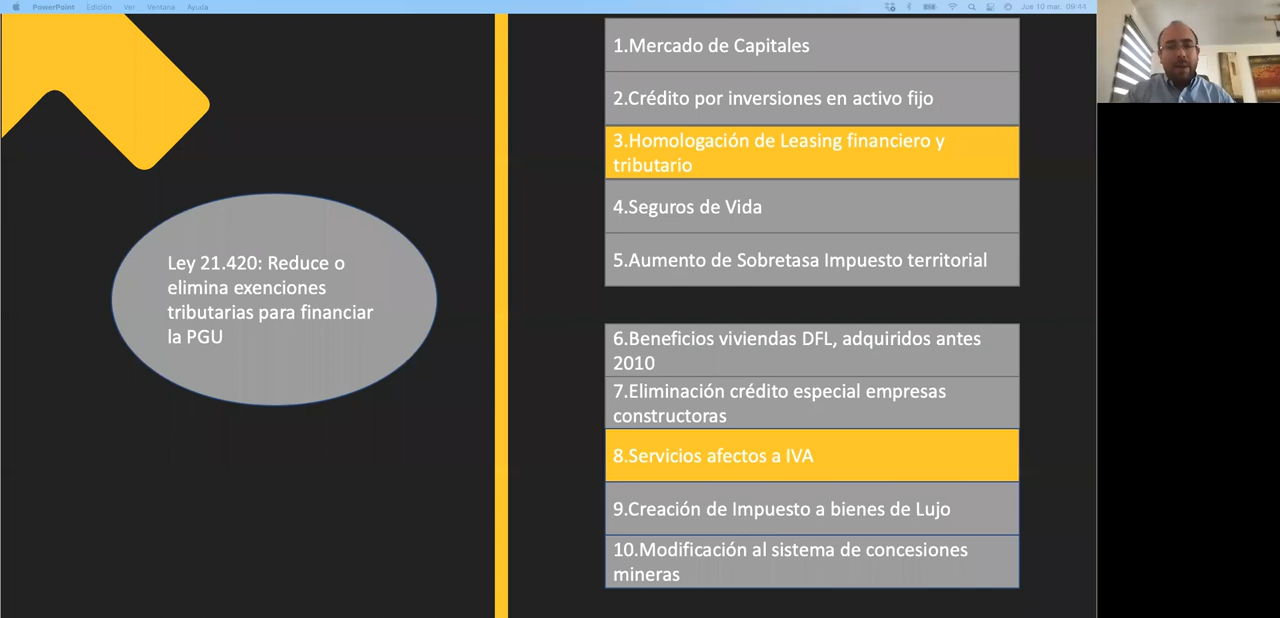 PowerPoint Edición Ver Ventana Ayuda
Jue 10 mar. 09:44
Ley 21.420: Reduce o
elimina exenciones
tributarias para financiar
la PGU
1.Mercado de Capitales
2.Crédito por inversiones en activo fijo
3.Homologación de Leasing financiero y
tributario
4.Seguros de Vida
5.Aumento de Sobretasa Impuesto territorial
6.Beneficios viviendas DFL, adquiridos antes
2010
7.Eliminación crédito especial empresas
constructoras
8.Servicios afectos a IVA
9.Creación de Impuesto a bienes de Lujo
10.Modificación al sistema de concesiones
mineras